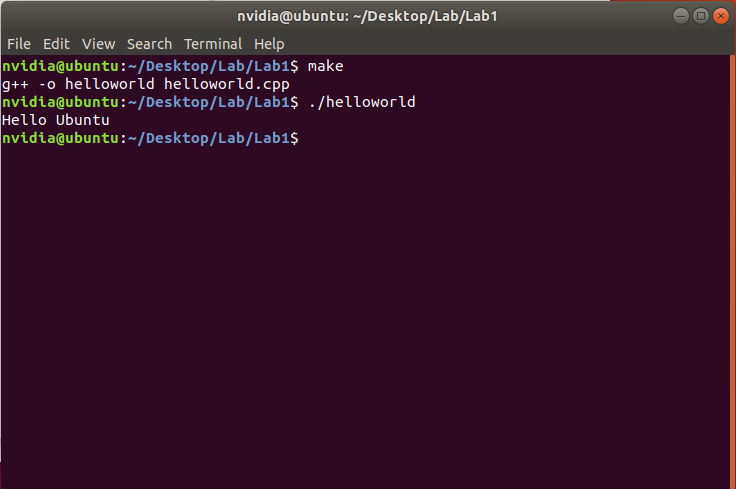 nvidia@ubuntu: ~/Desktop/Lab/Lab1
File Edit View Search Terminal Help
nvidia@ubuntu:~/Desktop/Lab/Lab1$ make
g++ -o helloworld helloworld.cpp
nvidia@ubuntu:~/Desktop/Lab/Lab1$ ./helloworld
Hello Ubuntu
nvidia@ubuntu:~/Desktop/Lab/Lab1$